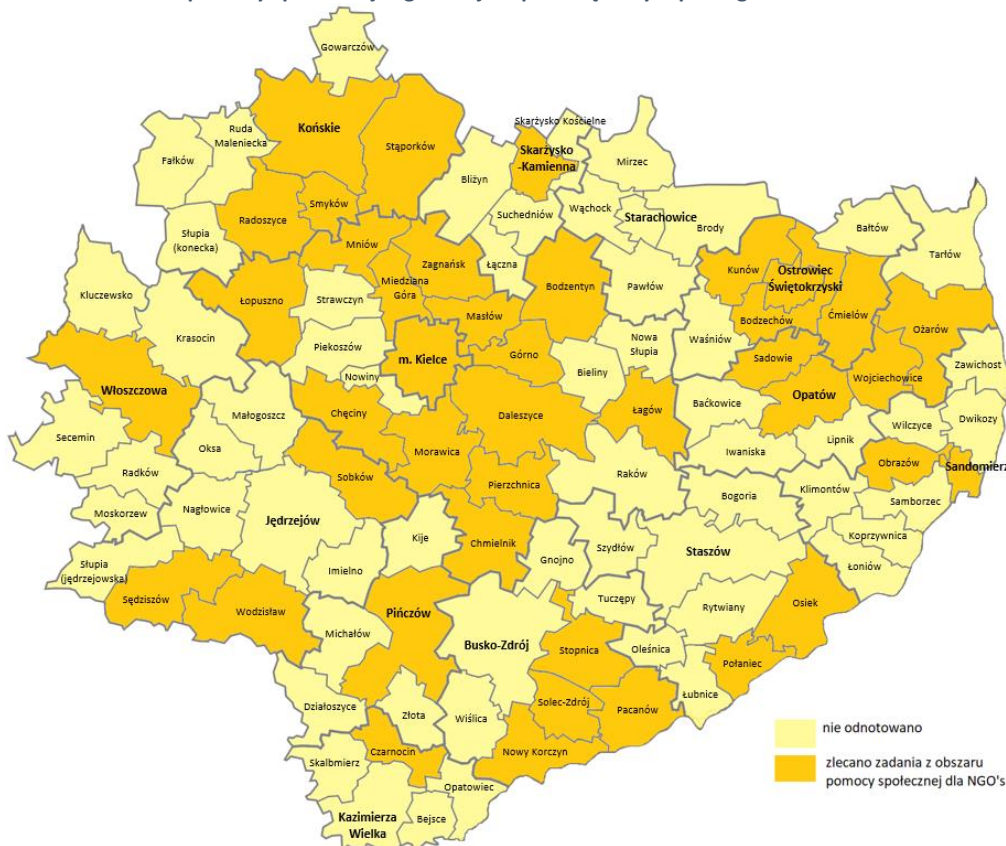 Gowarczów
Końskie
Stąporków
Ruda
Maleniecka
Fałków
Skarżysko Kościelne
Skarżysko
-Kamienna
Mirzec
Bliżyn
Smyków
Radoszyce
Suchedniów
Wąchock
Starachowice
Brody
Bałtów
Tarłów
Słupia
(konecka)
Mniów
Zagnańsk
Łączna
Kunów
Ostrowiec
Świętokrzyski
Kluczewsko
Łopuszno
Strawczyn
Miedziana
Góra
Bodzentyn
Pawłów
Ożarów
Masłów
Bodzechów
Ćmielów
Krasocin
Piekoszów
m. Kielce
Górno
Nowa
Słupia
Waśniów
Sadowie
Wojciechowice
Zawichost
Nowiny
Bieliny
Włoszczowa
Opatów
Małogoszcz
Chęciny
Daleszyce
Łagów
Baćkowice
Dwikozy
Secemin
Oksa
Morawica
Lipnik
Wilczyce
Iwaniska
Radków
Sobków
Pierzchnica
Raków
Obrazów
Sandomierz
Klimontów
Moskorzew
Nagłowice
Jędrzejów
Bogoria
Samborzec
Kije
Chmielnik
Koprzywnica
Słupia
(jędrzejowska)
Imielno
Gnojno
Szydłów
Staszów
Łoniów
Sędziszów
Wodzisław
Pińczów
Tuczępy
Rytwiany
Osiek
Michałów
Busko-Zdrój
Stopnica
Oleśnica
Połaniec
Łubnice
Działoszyce
Złota
Wiślica
Solec-Zdrój
Pacanów
Czarnocin
Nowy Korczyn
Skalbmierz
Opatowiec
Kazimierza
Wielka
Bejsce
nie odnotowano
zlecano zadania z obszaru
pomocy społecznej dla NGO's